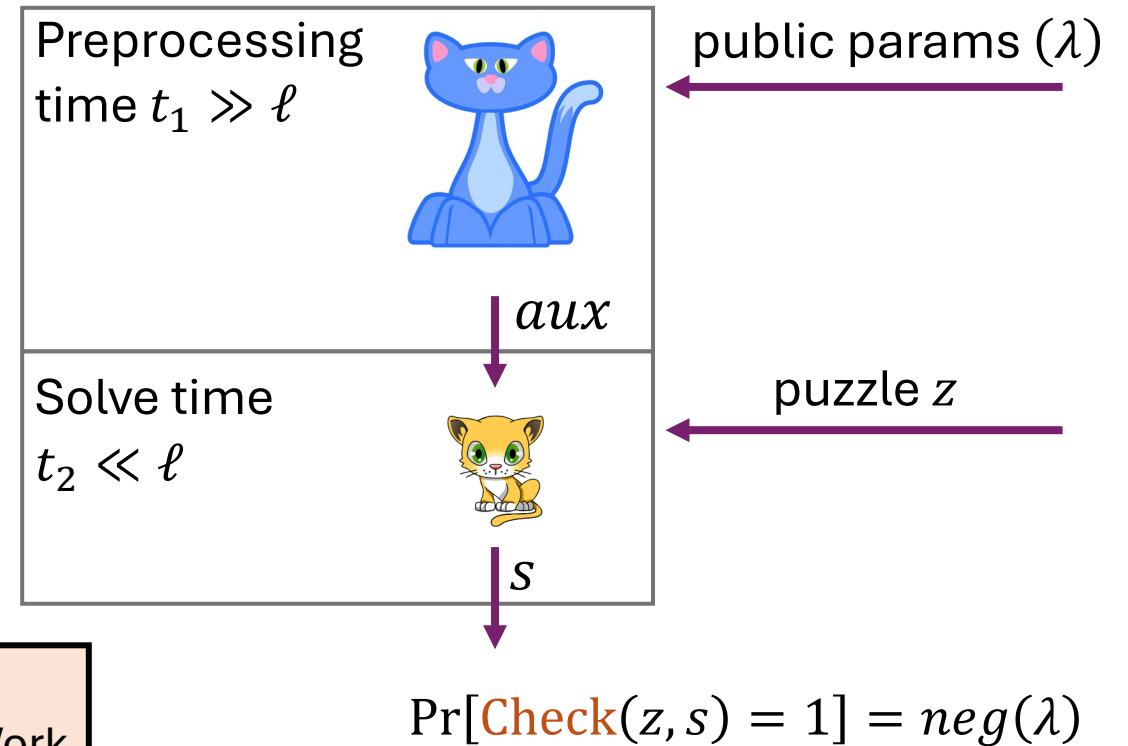 Preprocessing
time t₁ ≫ ℓ
public params (λ)
aux
Solve time
t₂ ≪ ℓ
puzzle z
s
Pr[Check(z, s) = 1] = neg(λ)